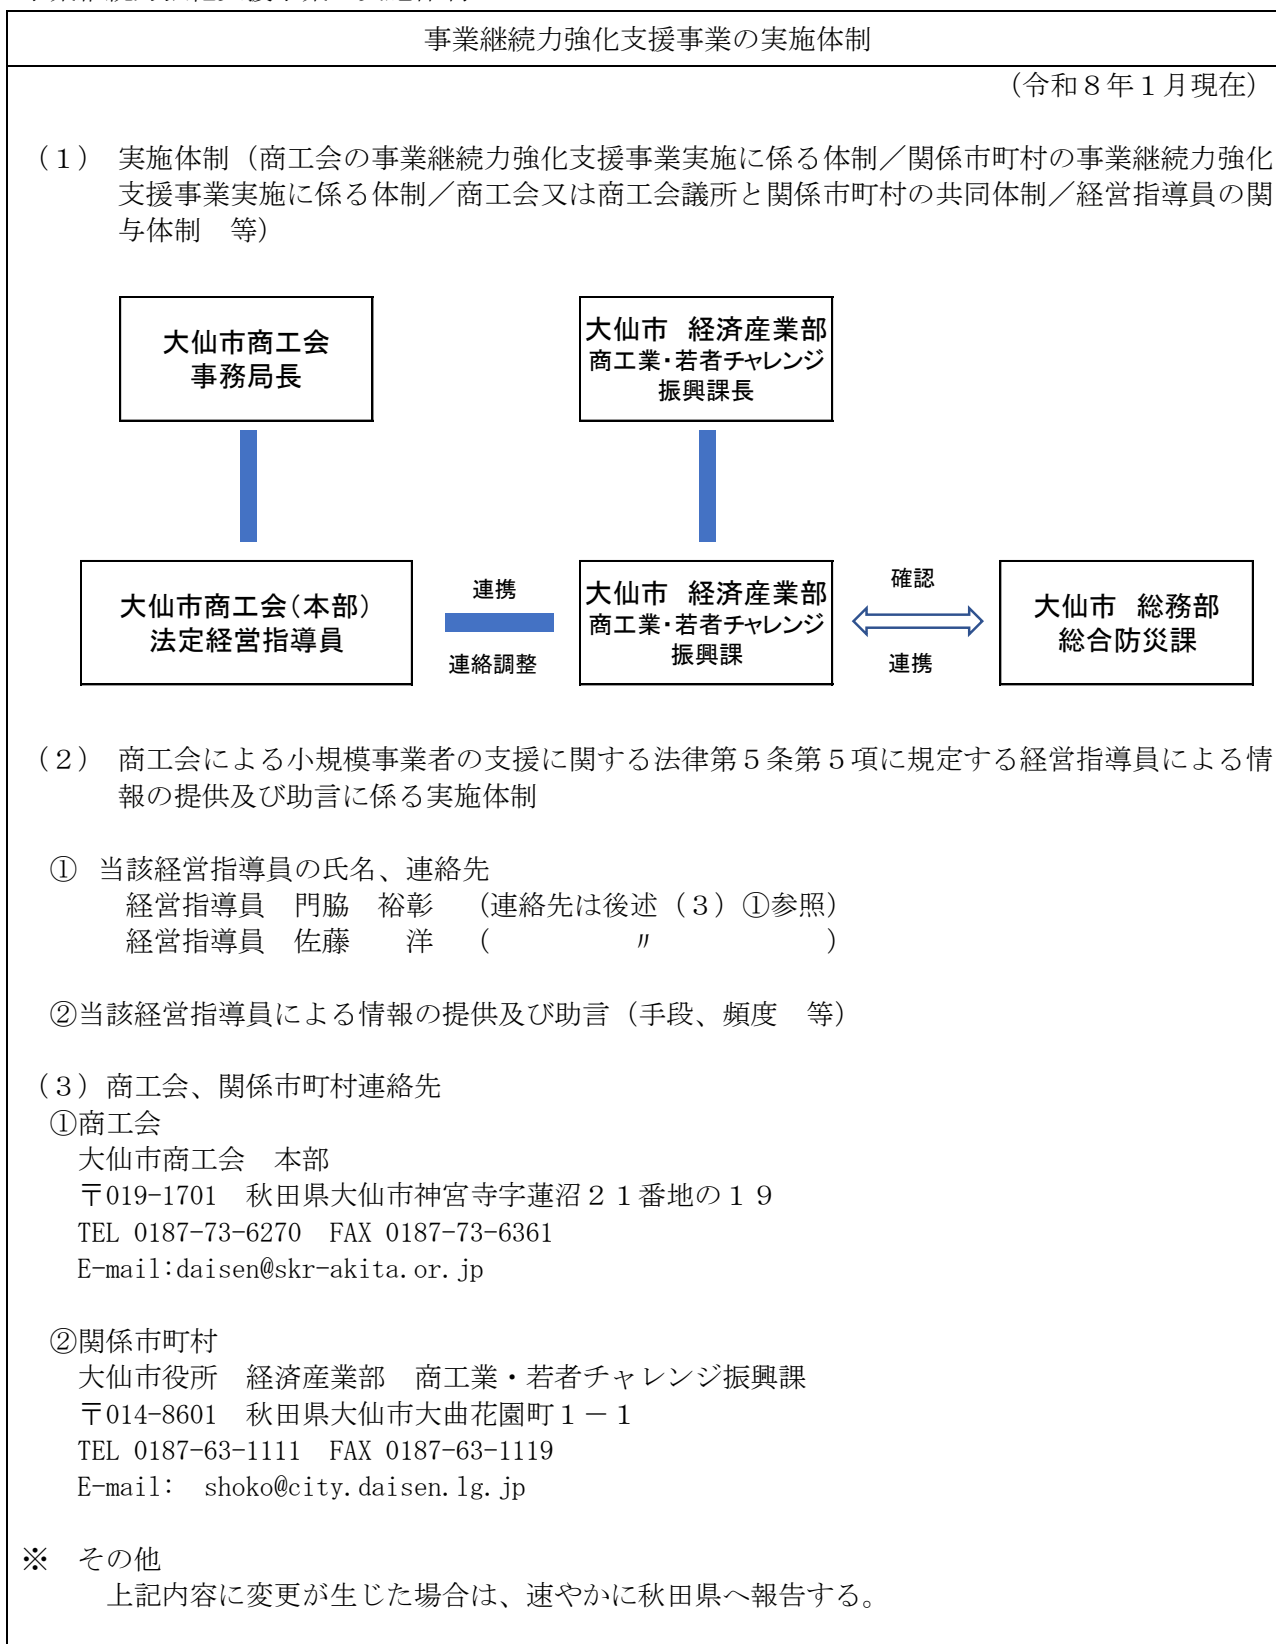 事業継続力強化支援事業の実施体制
（令和８年１月現在）
（１）　実施体制（商工会の事業継続力強化支援事業実施に係る体制／関係市町村の事業継続力強化
支援事業実施に係る体制／商工会又は商工会議所と関係市町村の共同体制／経営指導員の関
与体制　等）
大仙市商工会
事務局長
大仙市　経済産業部
商工業・若者チャレンジ
振興課長
大仙市商工会（本部）
法定経営指導員
連携
連絡調整
大仙市　経済産業部
商工業・若者チャレンジ
振興課
確認
連携
大仙市　総務部
総合防災課
（２）　商工会による小規模事業者の支援に関する法律第５条第５項に規定する経営指導員による情
報の提供及び助言に係る実施体制
①　当該経営指導員の氏名、連絡先
経営指導員　門脇　裕彰　（連絡先は後述（３）①参照）
経営指導員　佐藤　　洋　（　　　　　〃　　　　　　）
②当該経営指導員による情報の提供及び助言（手段、頻度　等）
（３）商工会、関係市町村連絡先
①商工会
大仙市商工会　本部
〒019-1701　秋田県大仙市神宮寺字蓮沼２１番地の１９
TEL 0187-73-6270　FAX 0187-73-6361
E-mail:daisen@skr-akita.or.jp
②関係市町村
大仙市役所　経済産業部　商工業・若者チャレンジ振興課
〒014-8601　秋田県大仙市大曲花園町１－１
TEL 0187-63-1111　FAX 0187-63-1119
E-mail:　shoko@city.daisen.lg.jp
※　その他
上記内容に変更が生じた場合は、速やかに秋田県へ報告する。